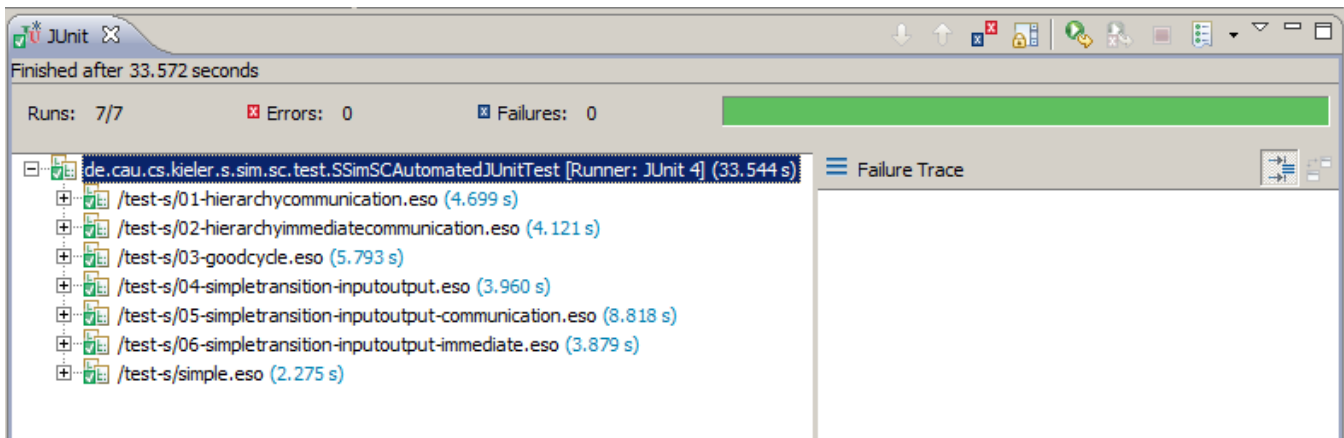 JUnit
Finished after 33.572 seconds
Runs: 7/7 Errors: 0 Failures: 0
de.cau.cs.kieler.s.sim.sc.test.SSimSCAutomatedJUnitTest [Runner: JUnit 4] (33.544 s) Failure Trace
/test-s/01-hierarchycommunication.eso (4.699 s)
/test-s/02-hierarchyimmediatecommunication.eso (4.121 s)
/test-s/03-goodcycle.eso (5.793 s)
/test-s/04-simpletransition-inputoutput.eso (3.960 s)
/test-s/05-simpletransition-inputoutput-communication.eso (8.818 s)
/test-s/06-simpletransition-inputoutput-immediate.eso (3.879 s)
/test-s/simple.eso (2.275 s)